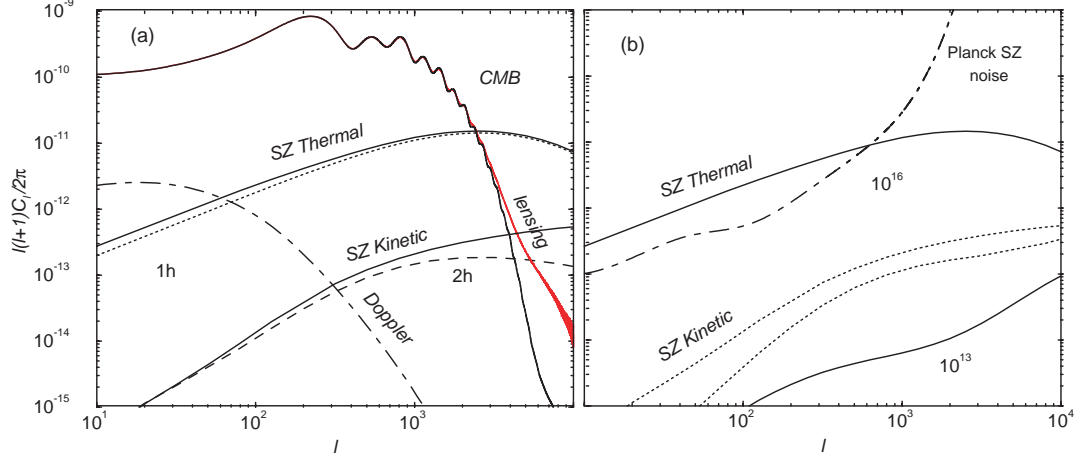 10⁻⁹
10⁻¹⁰
10⁻¹¹
10⁻¹²
10⁻¹³
10⁻¹⁴
10⁻¹⁵
l(l+1)Cₗ/2π
(a)
CMB
SZ Thermal
lensing
SZ Kinetic
1h
2h
Doppler
10¹
10²
10³
l
(b)
Planck SZ
noise
SZ Thermal
10¹⁶
SZ Kinetic
10¹³
10²
10³
10⁴
l